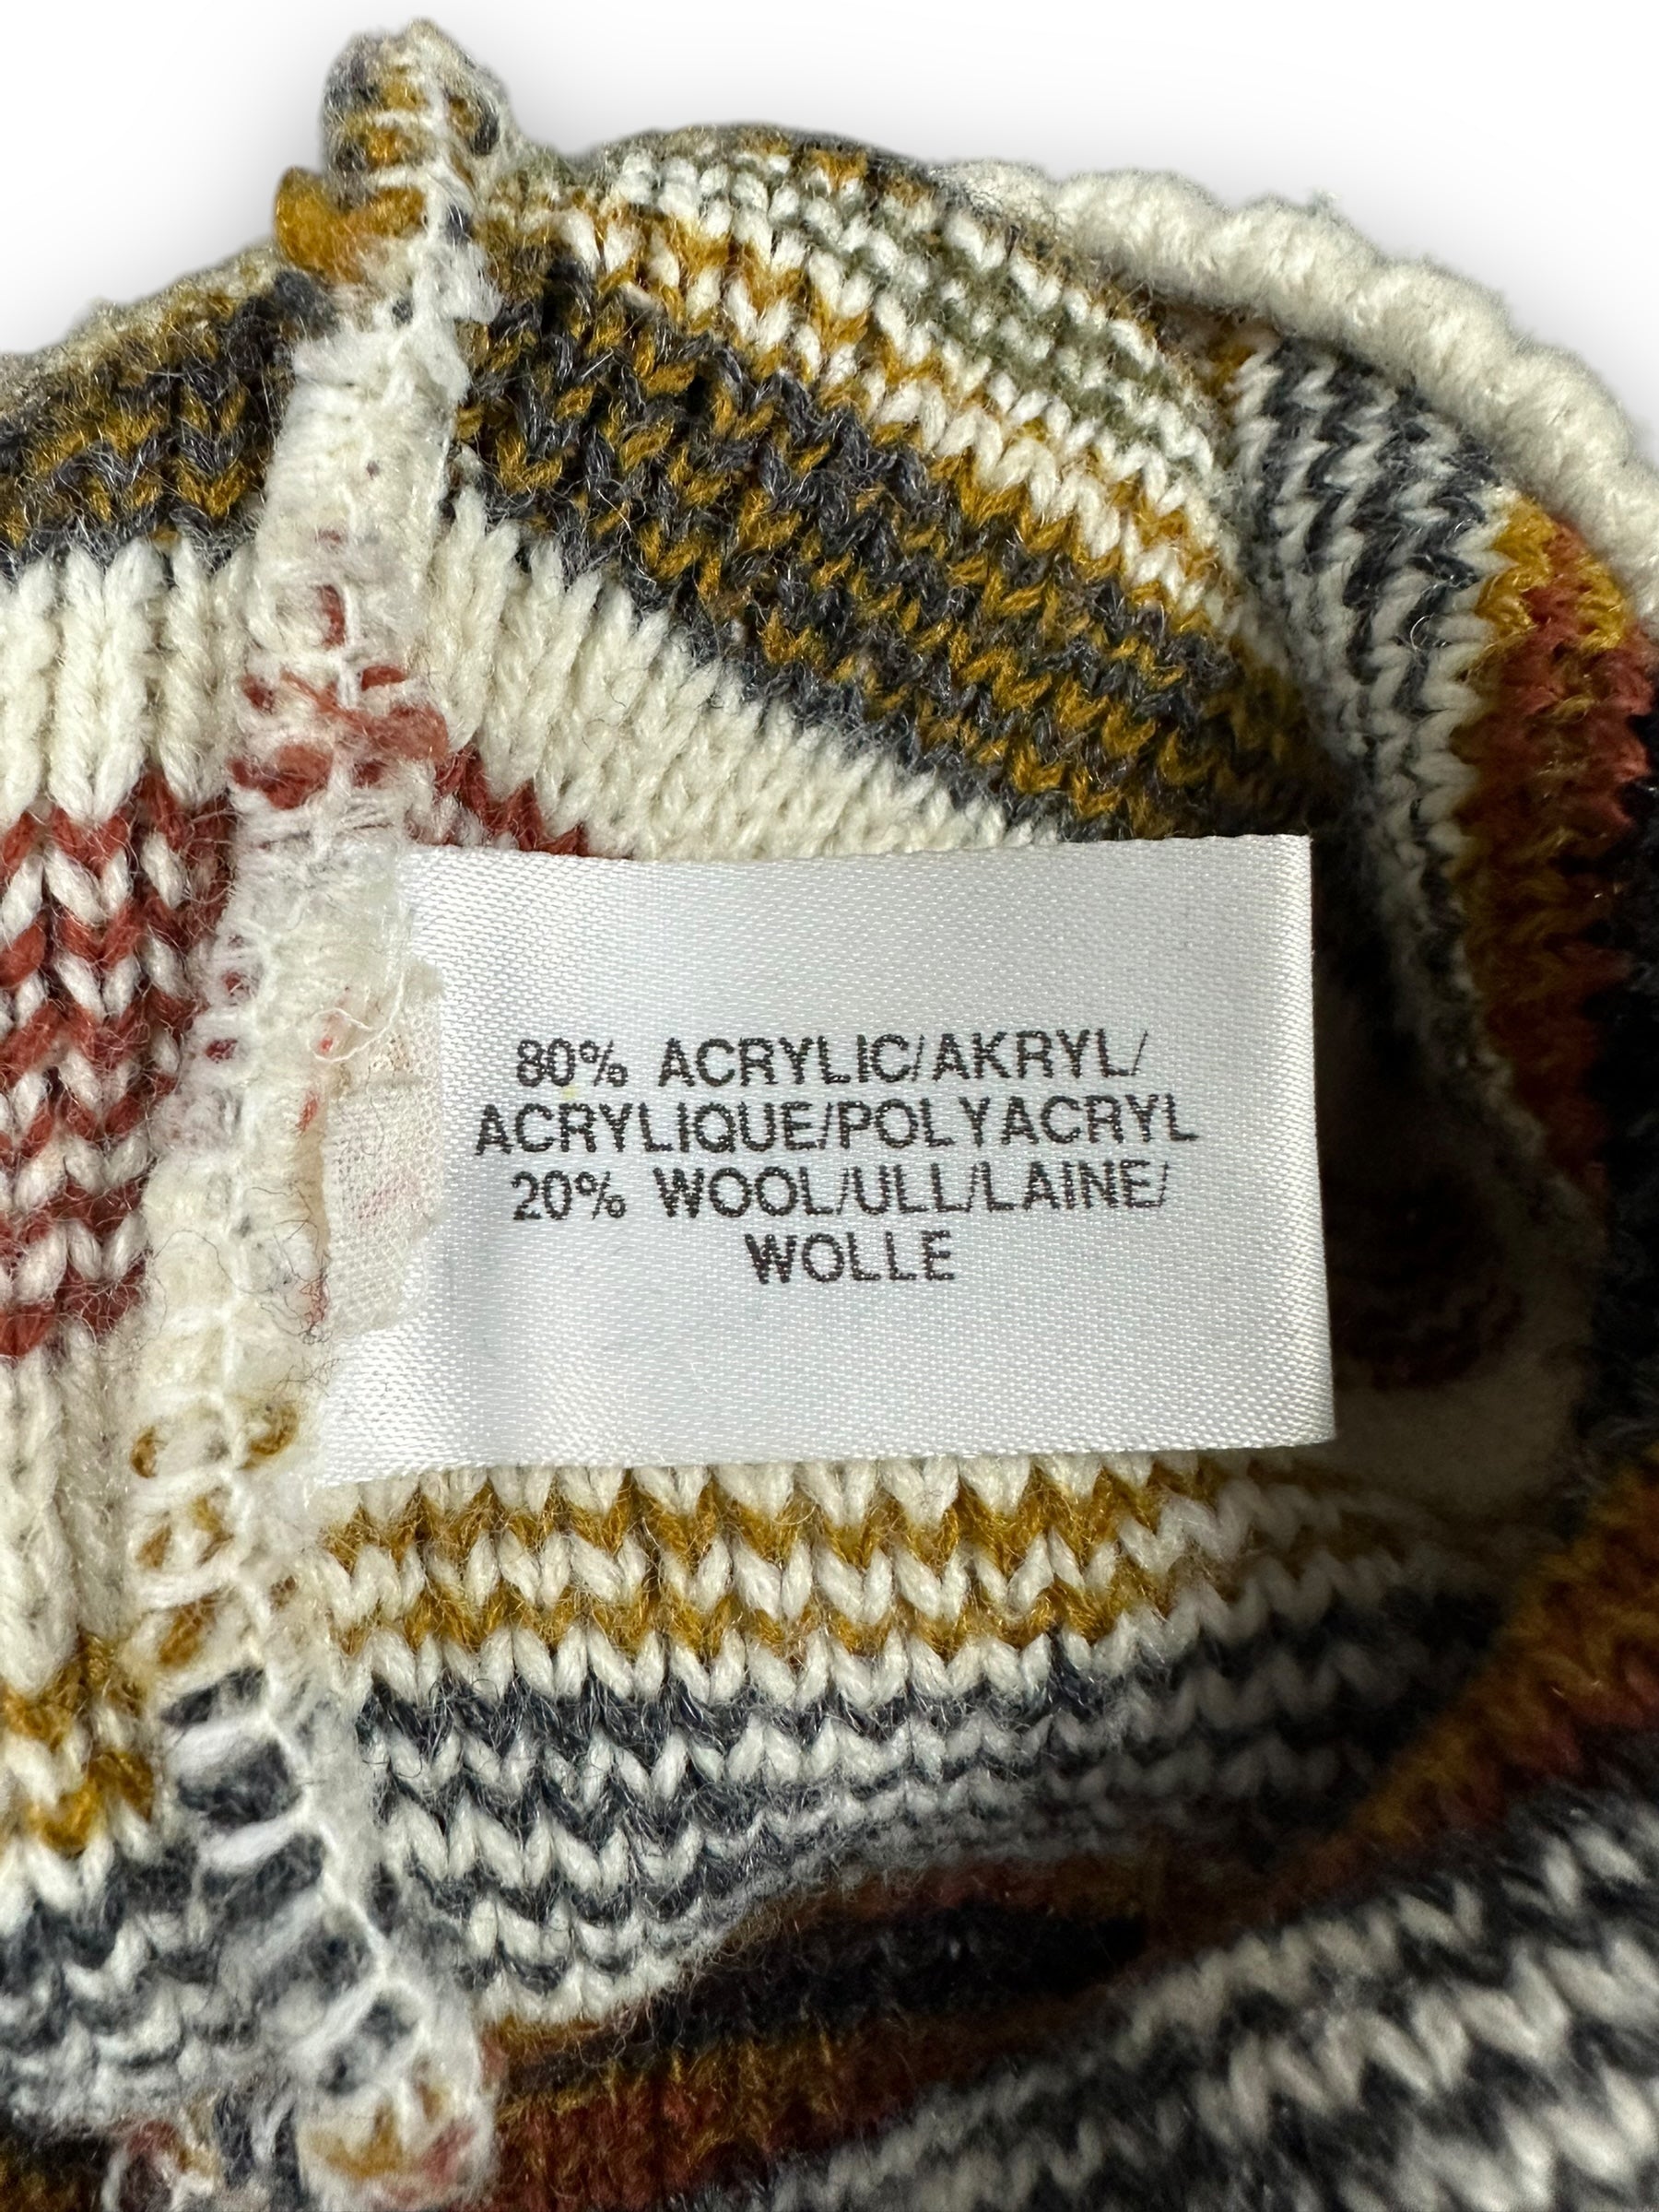 80% ACRYLIC/AKRYL/
ACRYLIQUE/POLYACRYL
20% WOOL/ULL/LAINE/
WOLLE